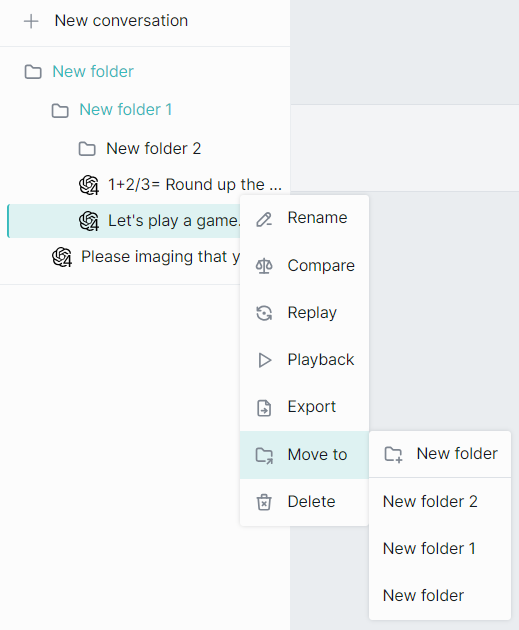 New conversation
New folder
New folder 1
New folder 2
1+2/3= Round up the ...
Let's play a game.
Please imaging that y
Rename
Compare
Replay
Playback
Export
Move to
Delete
New folder
New folder 2
New folder 1
New folder